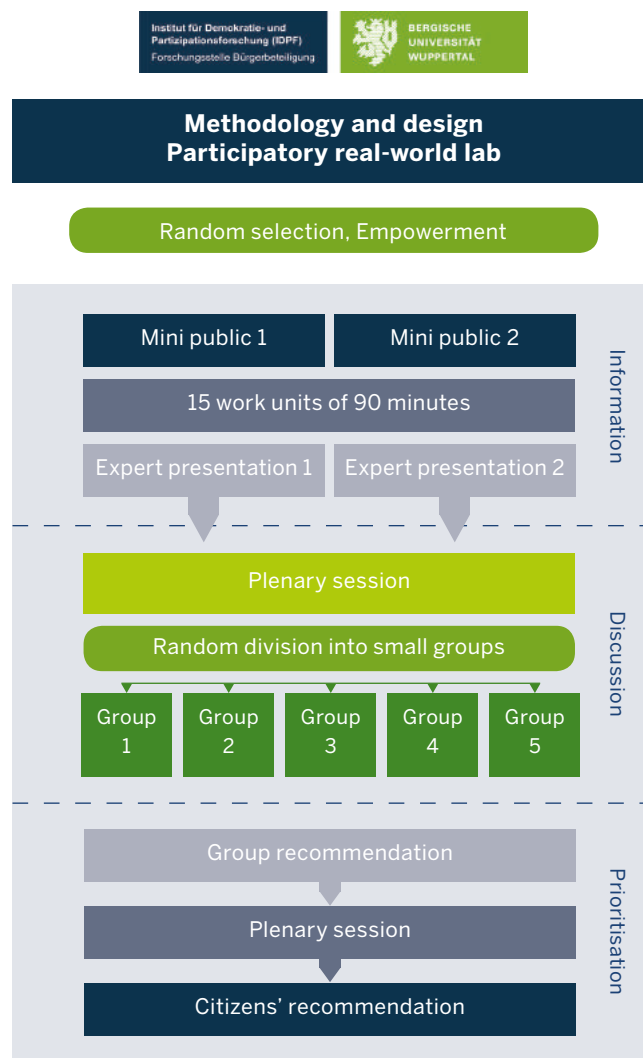 Institut für Demokratie- und
Partizipationsforschung (IDPF)
Forschungsstelle Bürgerbeteiligung
BERGISCHE
UNIVERSITÄT
WUPPERTAL
Methodology and design
Participatory real-world lab
Random selection, Empowerment
Mini public 1
Mini public 2
15 work units of 90 minutes
Expert presentation 1
Expert presentation 2
Information
Plenary session
Random division into small groups
Group
1
Group
2
Group
3
Group
4
Group
5
Discussion
Group recommendation
Plenary session
Citizens’ recommendation
Prioritisation